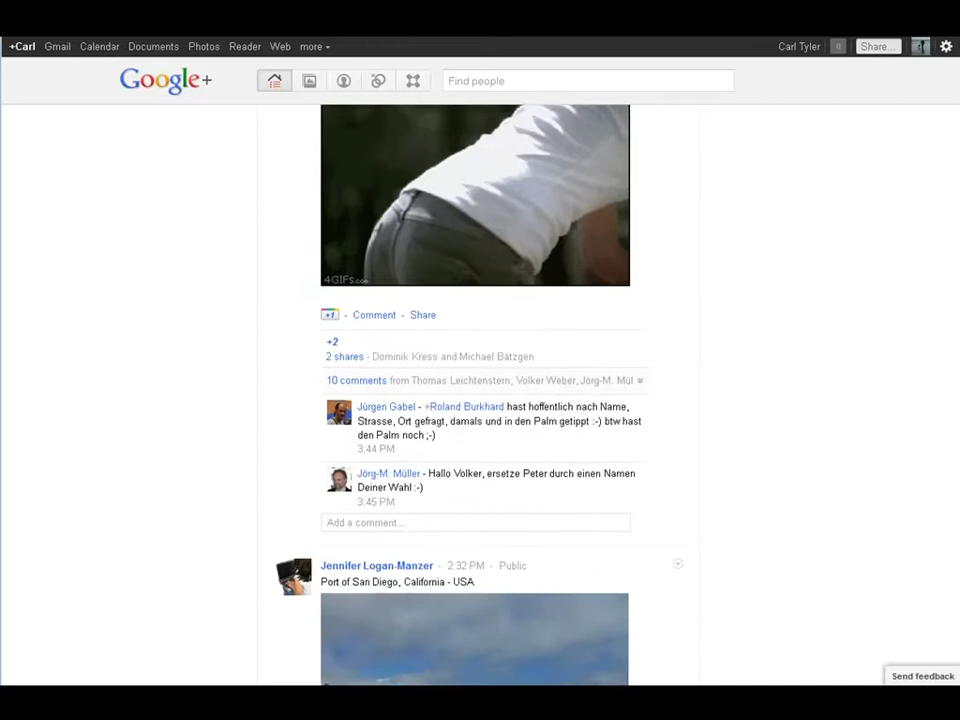 +Carl Gmail Calendar Documents Photos Reader Web more Carl Tyler 0 Share...
Google+ Find people
4GIFs.com
+1 - Comment - Share
+2
2 shares - Dominik Kress and Michael Bätzgen
10 comments from Thomas Leichtenstern, Volker Weber, Jörg-M. Mül
Jürgen Gabel - +Roland Burkhard hast hoffentlich nach Name,
Strasse, Ort gefragt, damals und in den Palm getippt :-) btw hast
den Palm noch ;-)
3:44 PM
Jörg-M. Müller - Hallo Volker, ersetze Peter durch einen Namen
Deiner Wahl :-)
3:45 PM
Add a comment...
Jennifer Logan-Manzer - 2:32 PM - Public
Port of San Diego, California - USA
Send feedback